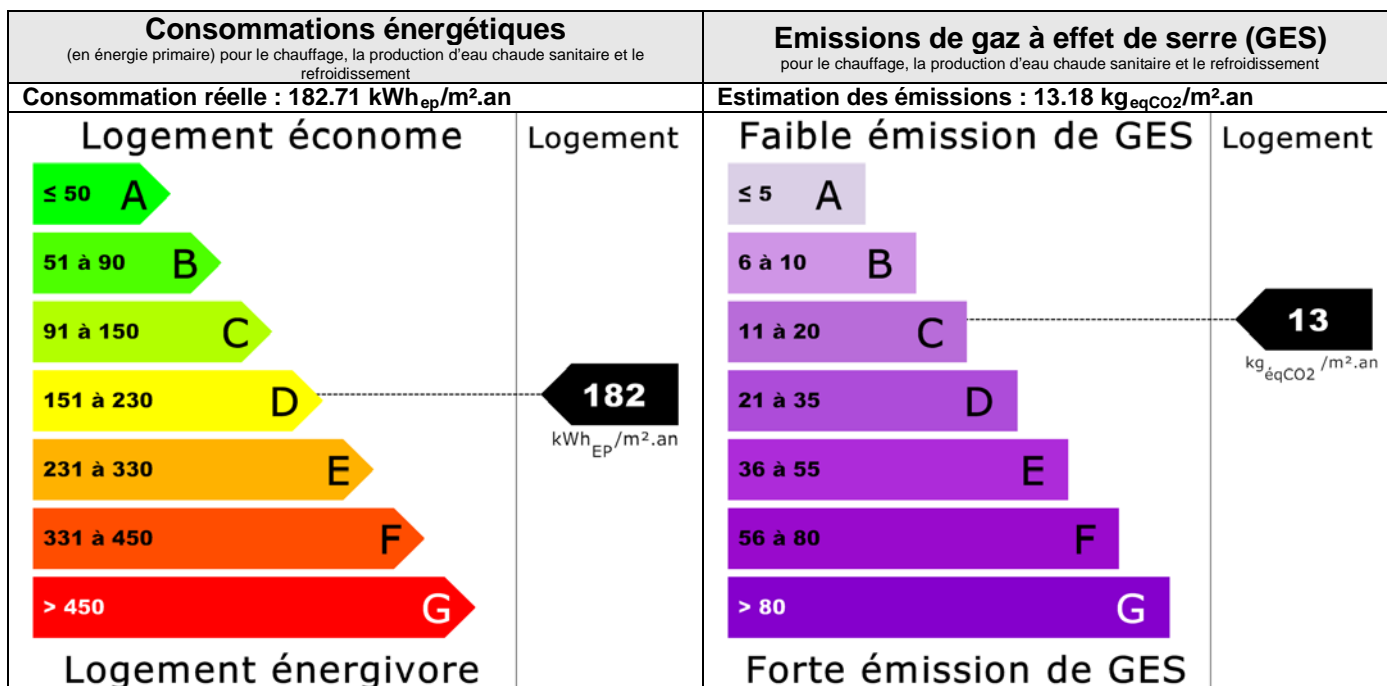 Consommations énergétiques
(en énergie primaire) pour le chauffage, la production d'eau chaude sanitaire et le
refroidissement
Consommation réelle : 182.71 kWhep/m².an
Logement économe
Logement
≤ 50 A
51 à 90 B
91 à 150 C
151 à 230 D
182
kWhEP/m².an
231 à 330 E
331 à 450 F
> 450 G
Logement énergivore
Emissions de gaz à effet de serre (GES)
pour le chauffage, la production d'eau chaude sanitaire et le refroidissement
Estimation des émissions : 13.18 kgeqCO2/m².an
Faible émission de GES
Logement
≤ 5 A
6 à 10 B
11 à 20 C
13
kgéqCO2 /m².an
21 à 35 D
36 à 55 E
56 à 80 F
> 80 G
Forte émission de GES